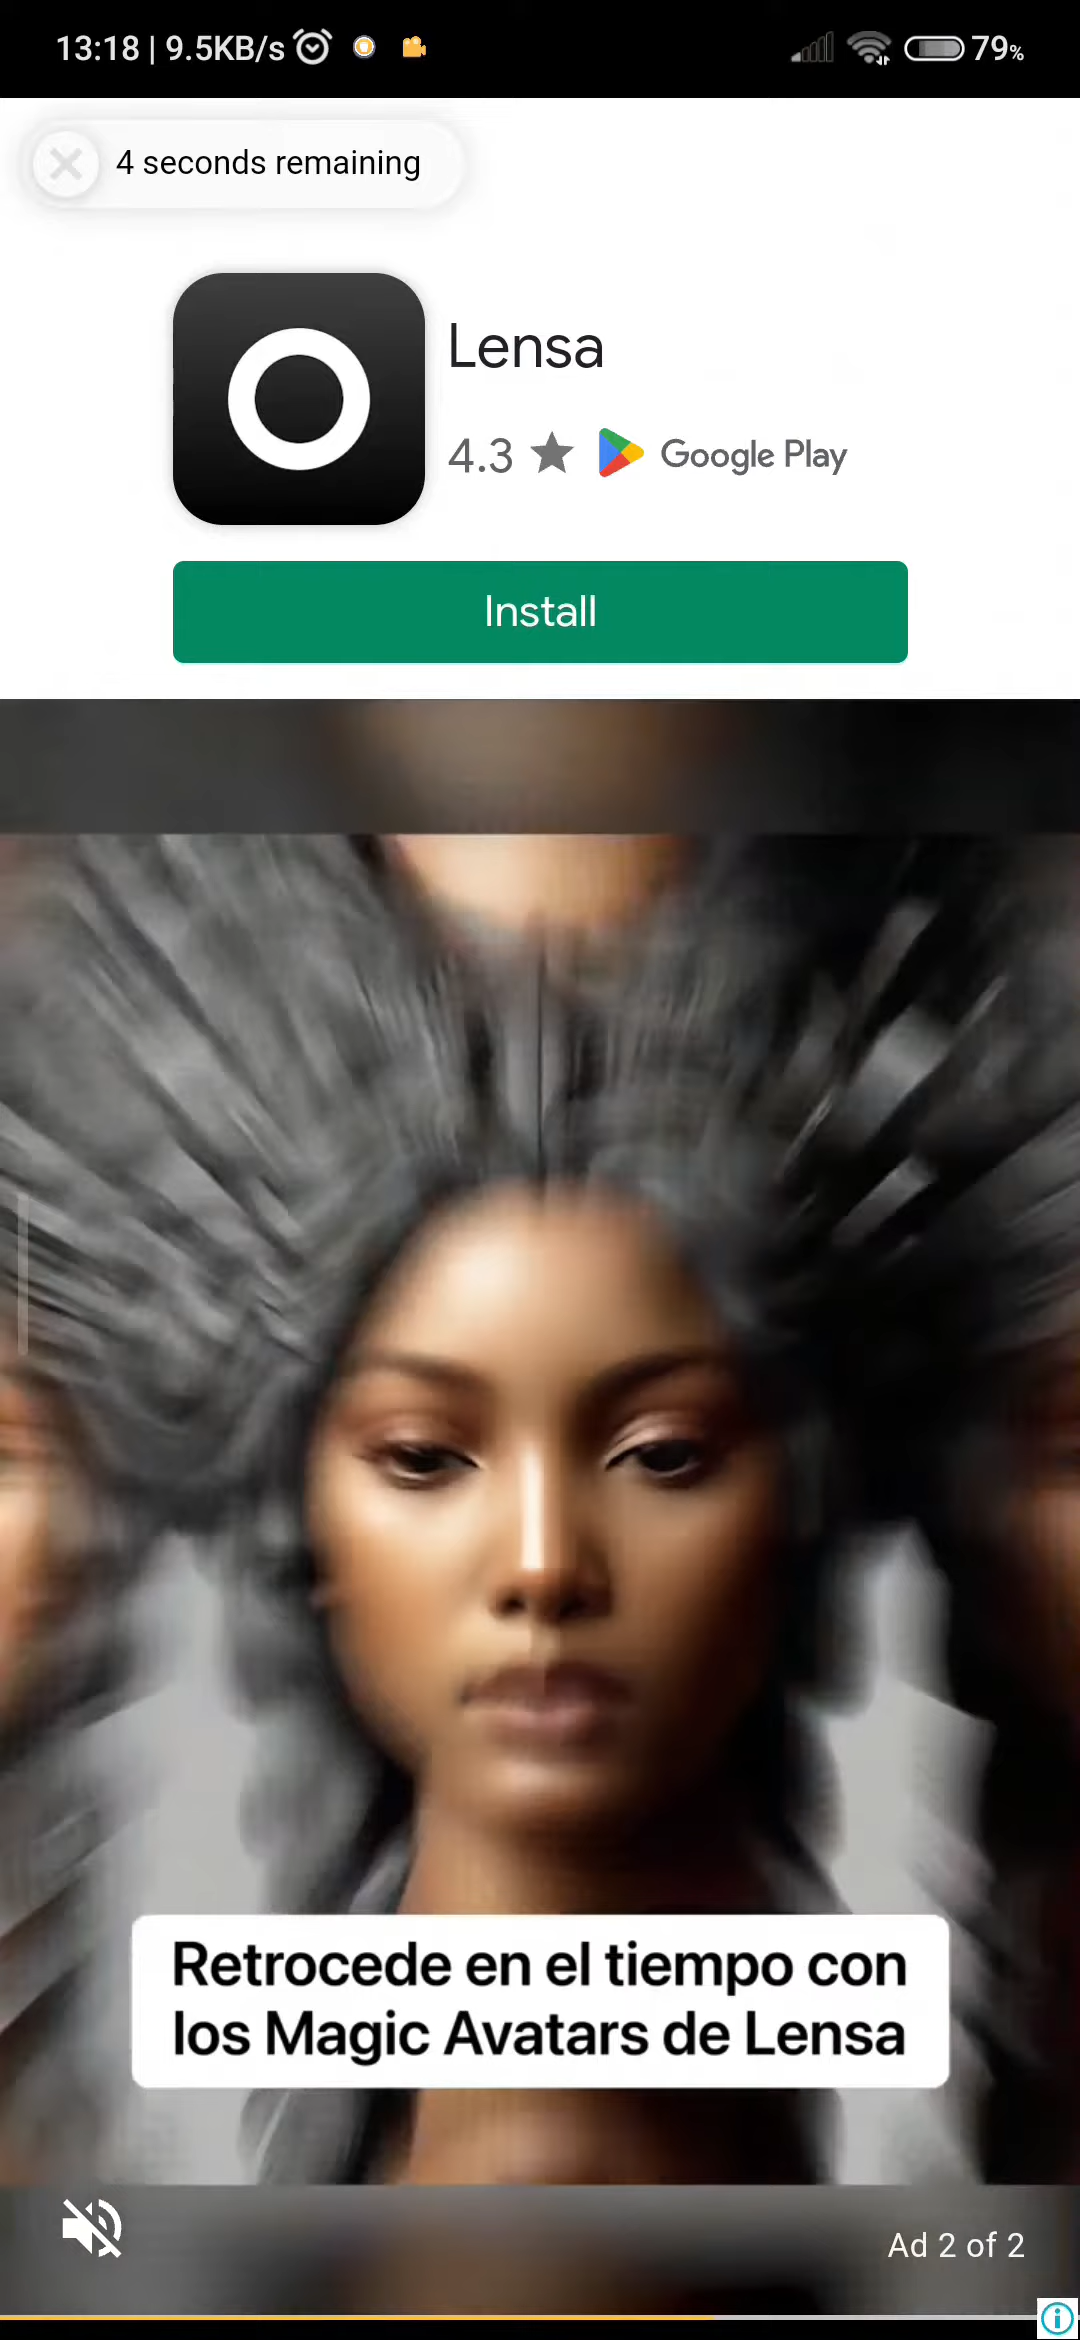 13:18 | 9.5KB/s 79%
4 seconds remaining
Lensa
4.3 ★ Google Play
Install
Retrocede en el tiempo con
los Magic Avatars de Lensa
Ad 2 of 2